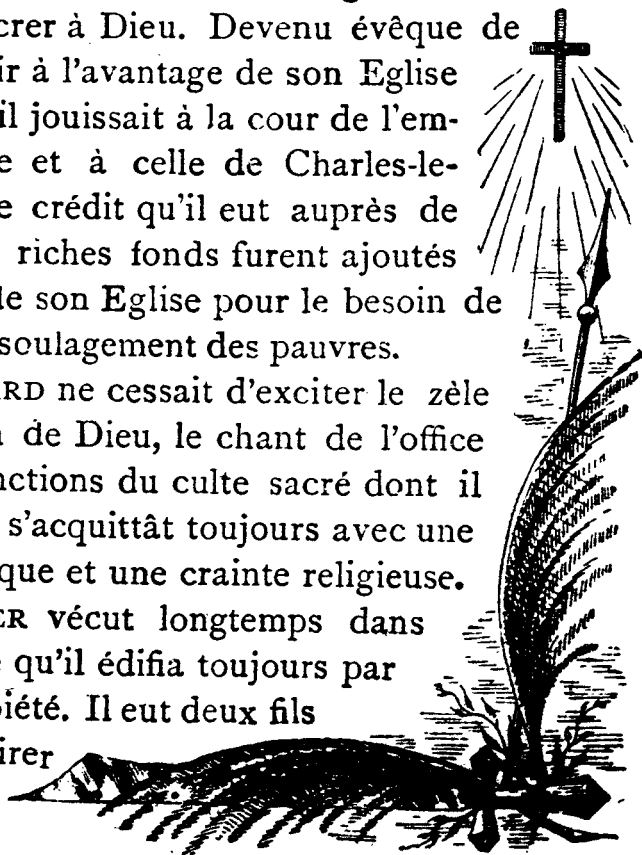 crer à Dieu. Devenu évêque de
ir à l'avantage de son Eglise
il jouissait à la cour de l'em-
e et à celle de Charles-le-
e crédit qu'il eut auprès de
riches fonds furent ajoutés
de son Eglise pour le besoin de
soulagement des pauvres.
RD ne cessait d'exciter le zèle
de Dieu, le chant de l'office
nctions du culte sacré dont il
s'acquittât toujours avec une
que et une crainte religieuse.
ER vécut longtemps dans
qu'il édifia toujours par
piété. Il eut deux fils
irer